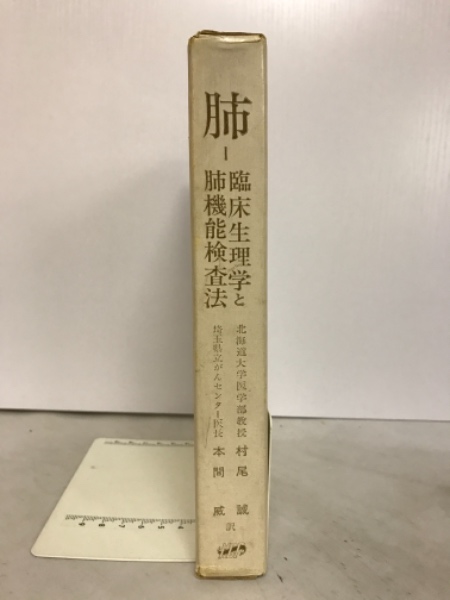 肺
臨床生理学と
肺機能検査法
北海道大学医学部教授 村尾 誠
埼玉県立がんセンター医長 本間 威
訳